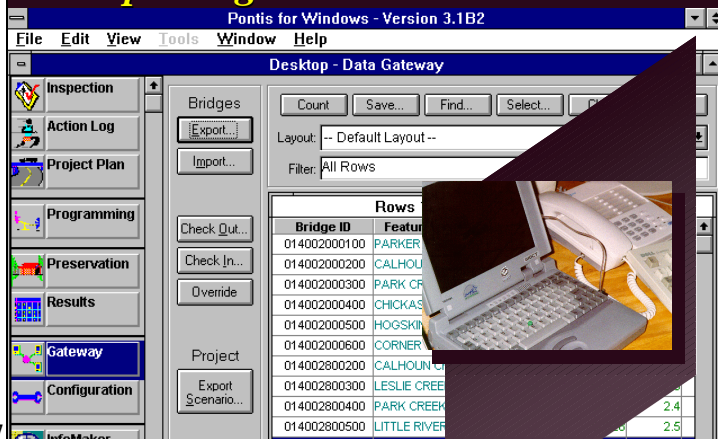 Pontis for Windows - Version 3.1B2
File Edit View Tools Window Help
Desktop - Data Gateway
Inspection
Action Log
Project Plan
Programming
Preservation
Results
Gateway
Configuration
InfoMaker
Bridges
Export...
Import...
Check Out...
Check In...
Override
Project
Export Scenario...
Count Save... Find... Select...
Layout: -- Default Layout --
Filter: All Rows
Rows
Bridge ID Featur
014002000100 PARKER
014002000200 CALHOU
014002000300 PARK CR
014002000400 CHICKAS
014002000500 HOGSKIN
014002000600 CORNER
014002800200 CALHOUN C
014002800300 LESLIE CREE
014002800400 PARK CREEK 2.4
014002800500 LITTLE RIVER 2.5